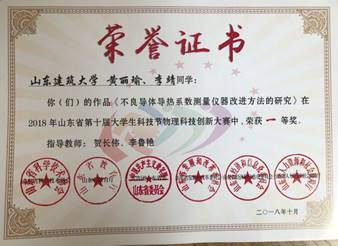 荣誉证书
山东建筑大学 黄丽瑜、李靖同学：
你（们）的作品《不良导体导热系数测量仪器改进方法的研究》在
2018年山东省第十届大学生科技节物理科技创新大赛中，荣获一等奖。
指导教师：贺长伟、李鲁艳
二〇一八年十月